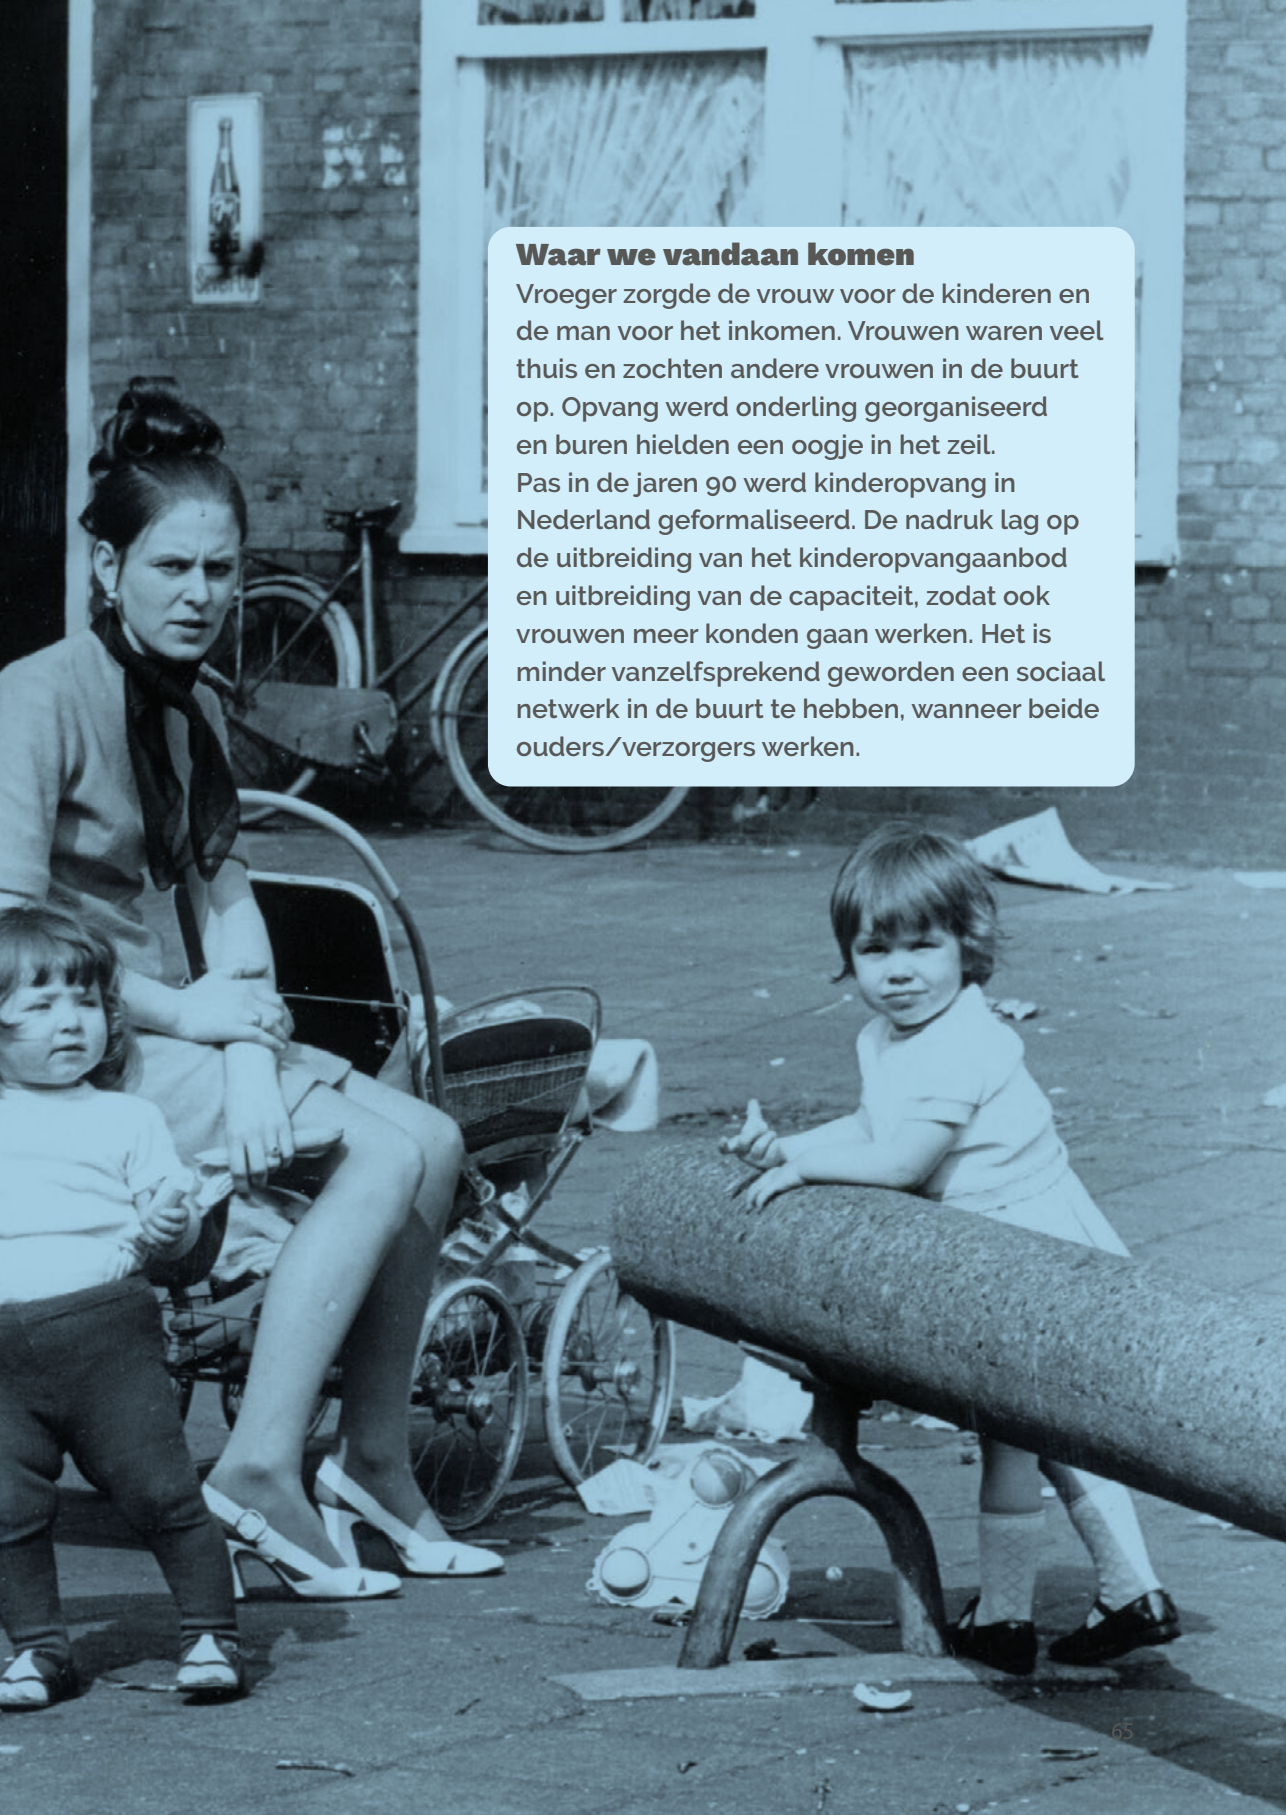 Waar we vandaan komen
Vroeger zorgde de vrouw voor de kinderen en
de man voor het inkomen. Vrouwen waren veel
thuis en zochten andere vrouwen in de buurt
op. Opvang werd onderling georganiseerd
en buren hielden een oogje in het zeil.
Pas in de jaren 90 werd kinderopvang in
Nederland geformaliseerd. De nadruk lag op
de uitbreiding van het kinderopvangaanbod
en uitbreiding van de capaciteit, zodat ook
vrouwen meer konden gaan werken. Het is
minder vanzelfsprekend geworden een sociaal
netwerk in de buurt te hebben, wanneer beide
ouders/verzorgers werken.
65